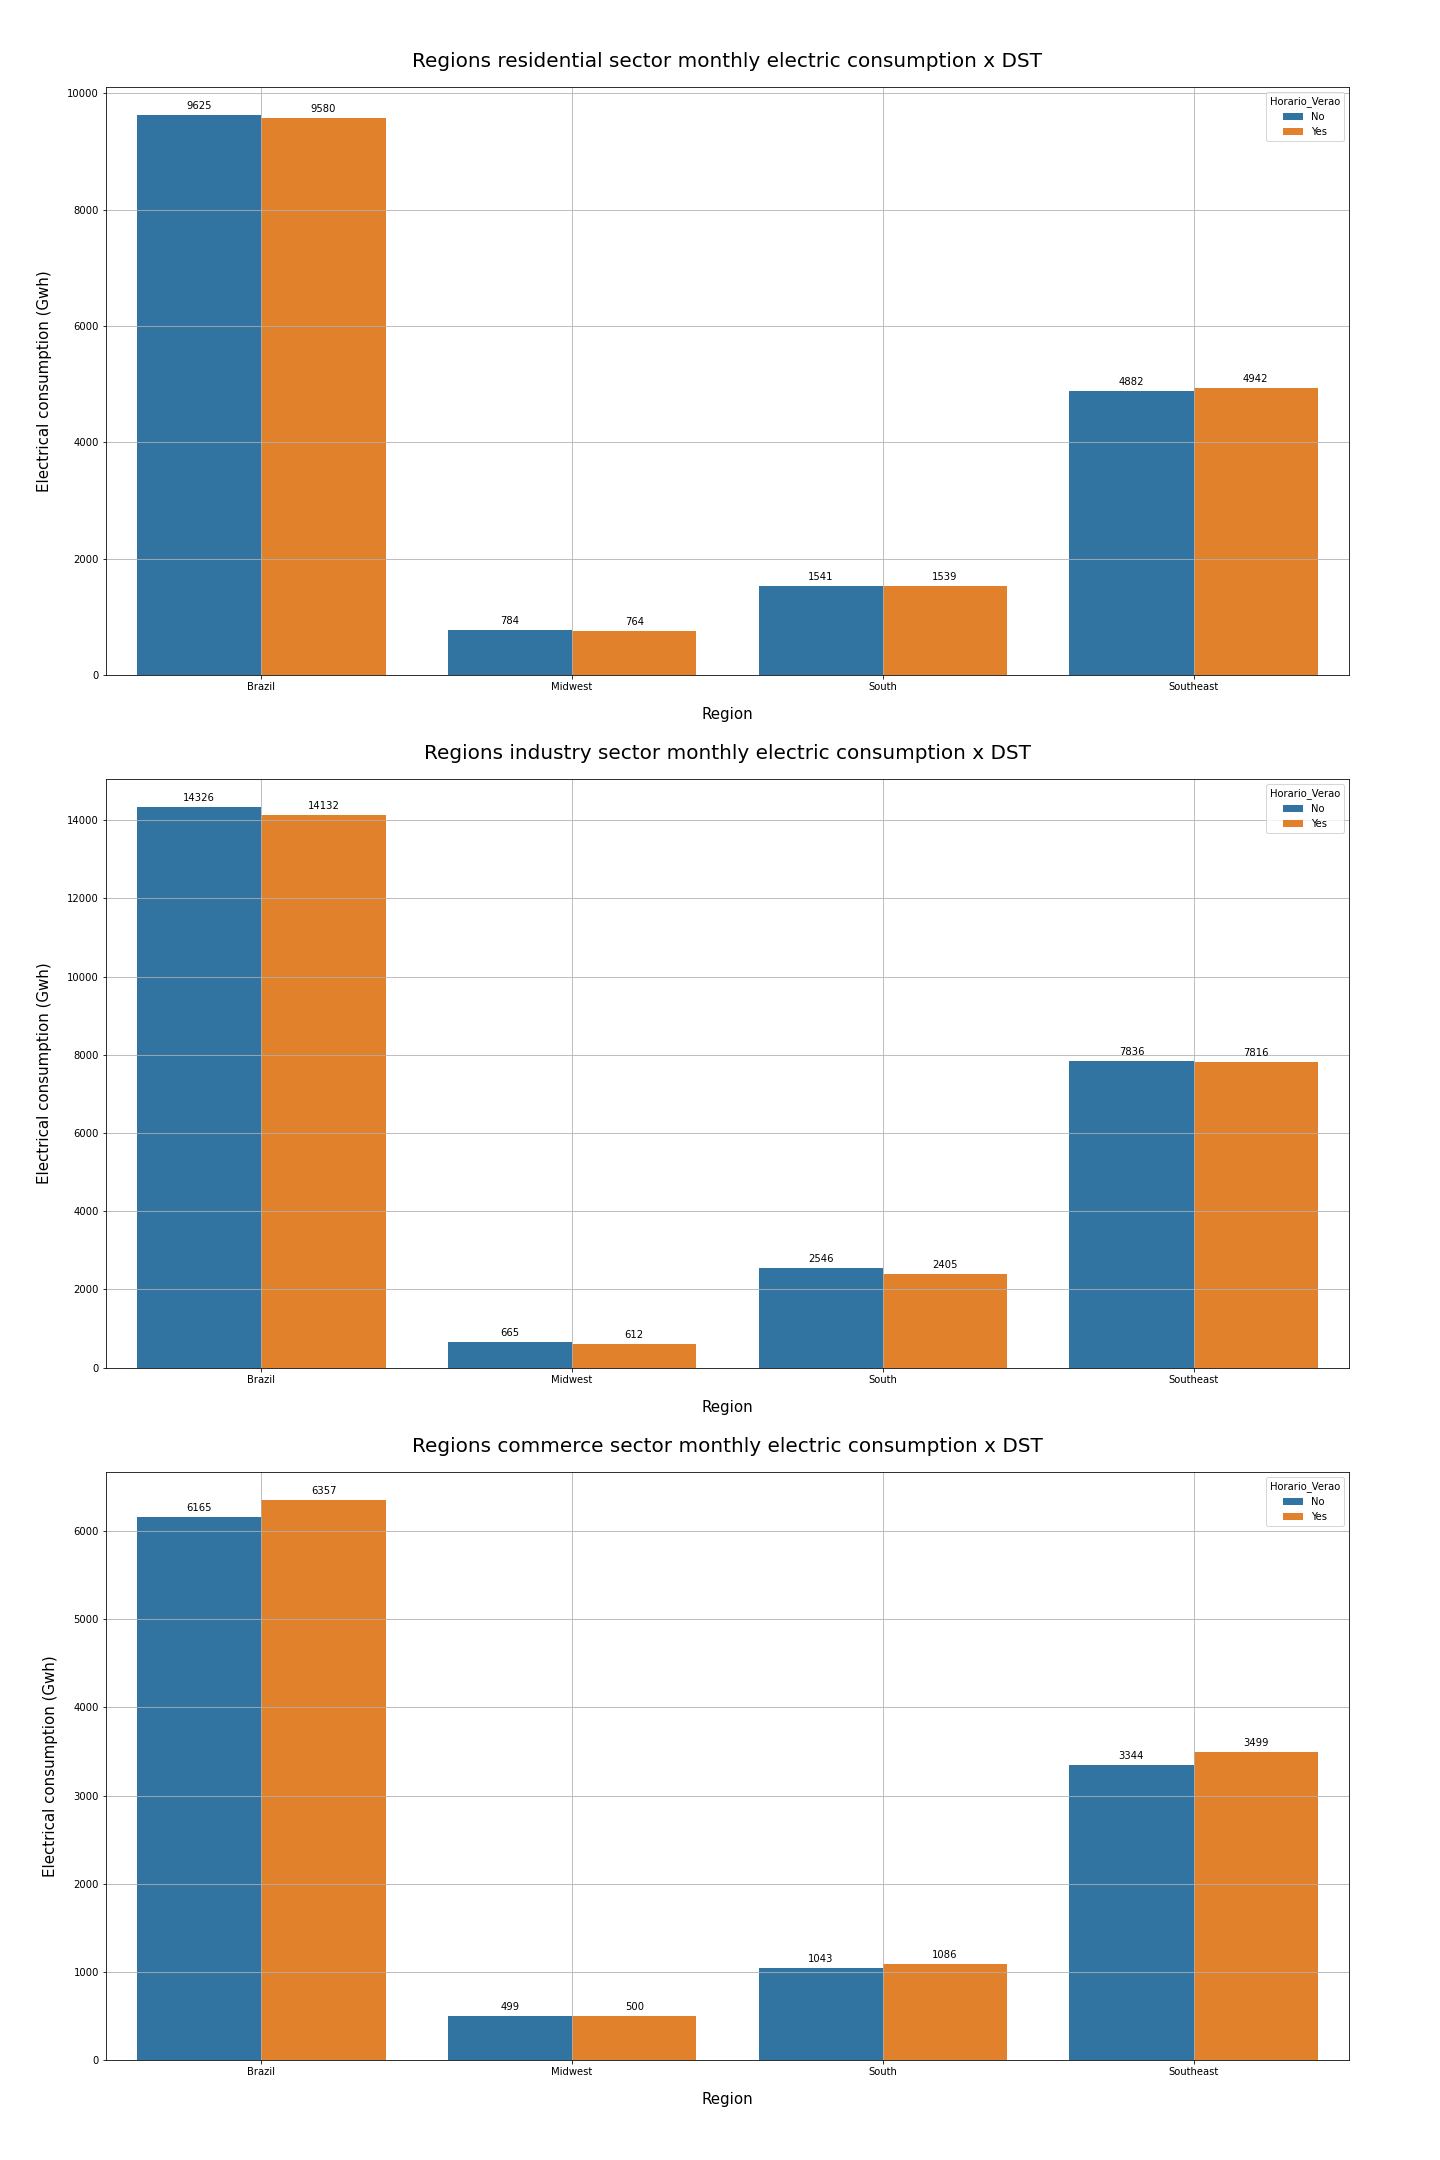 Regions residential sector monthly electric consumption x DST
Electrical consumption (Gwh)
10000
8000
6000
4000
2000
0
9625
9580
784
764
1541
1539
4882
4942
Horario_Verao
No
Yes
Brazil
Midwest
South
Southeast
Region
Regions industry sector monthly electric consumption x DST
Electrical consumption (Gwh)
14000
12000
10000
8000
6000
4000
2000
0
14326
14132
665
612
2546
2405
7836
7816
Horario_Verao
No
Yes
Brazil
Midwest
South
Southeast
Region
Regions commerce sector monthly electric consumption x DST
Electrical consumption (Gwh)
6000
5000
4000
3000
2000
1000
0
6165
6357
499
500
1043
1086
3344
3499
Horario_Verao
No
Yes
Brazil
Midwest
South
Southeast
Region